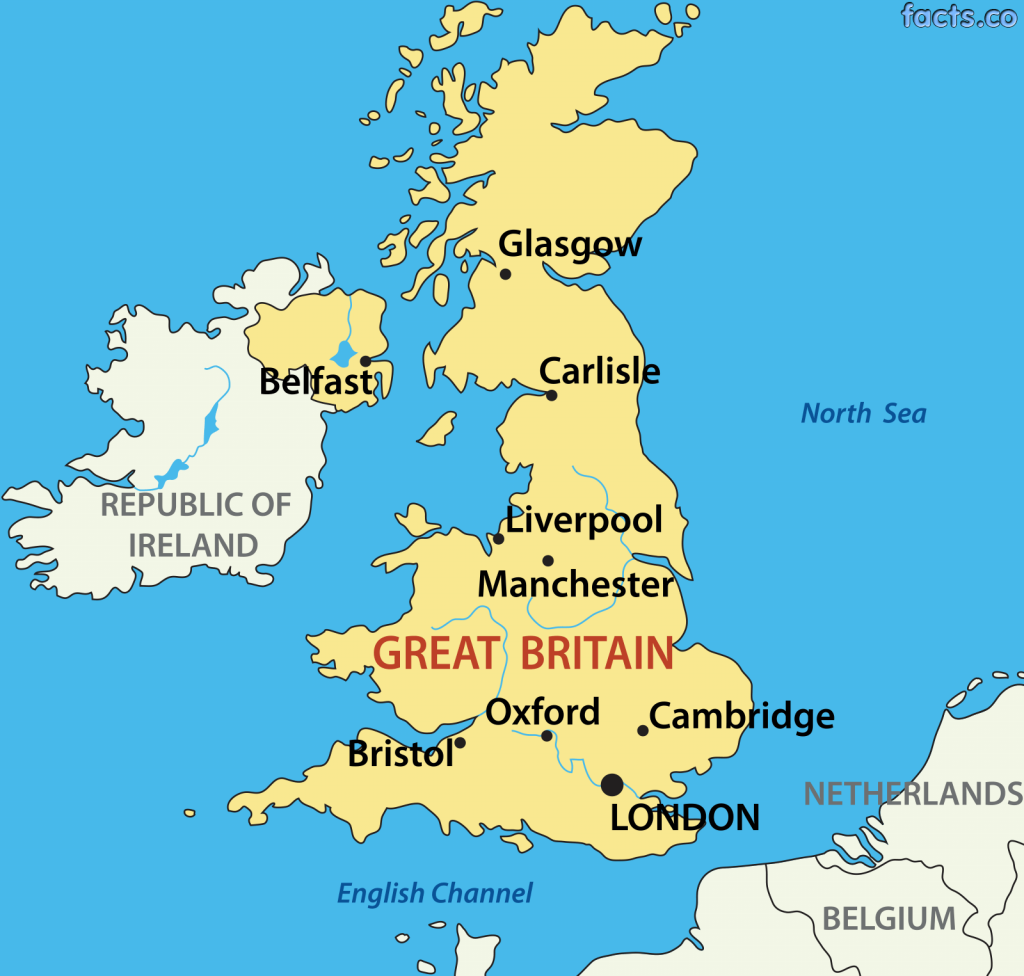 facts.co
Glasgow
Carlisle
Belfast
North Sea
REPUBLIC OF
IRELAND
Liverpool
Manchester
GREAT BRITAIN
Oxford
Cambridge
Bristol
NETHERLANDS
LONDON
English Channel
BELGIUM